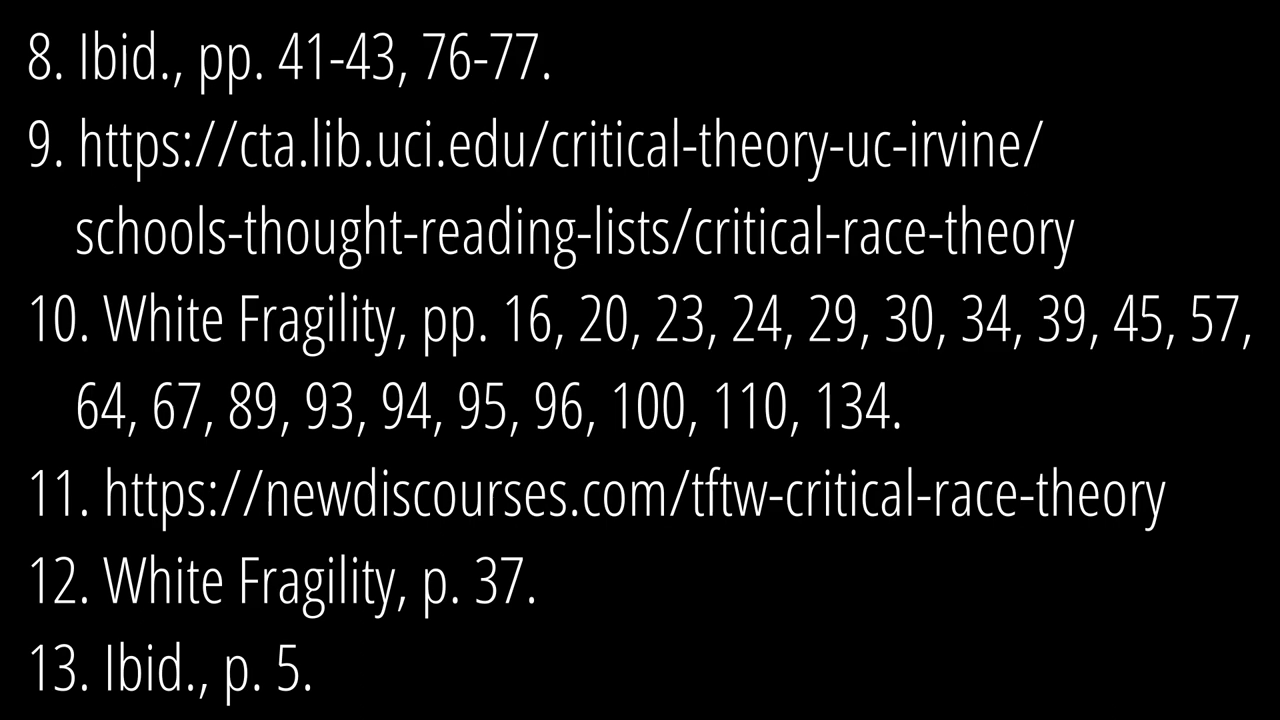 8. Ibid., pp. 41-43, 76-77.
9. https://cta.lib.uci.edu/critical-theory-uc-irvine/
schools-thought-reading-lists/critical-race-theory
10. White Fragility, pp. 16, 20, 23, 24, 29, 30, 34, 39, 45, 57,
64, 67, 89, 93, 94, 95, 96, 100, 110, 134.
11. https://newdiscourses.com/tftw-critical-race-theory
12. White Fragility, p. 37.
13. Ibid., p. 5.